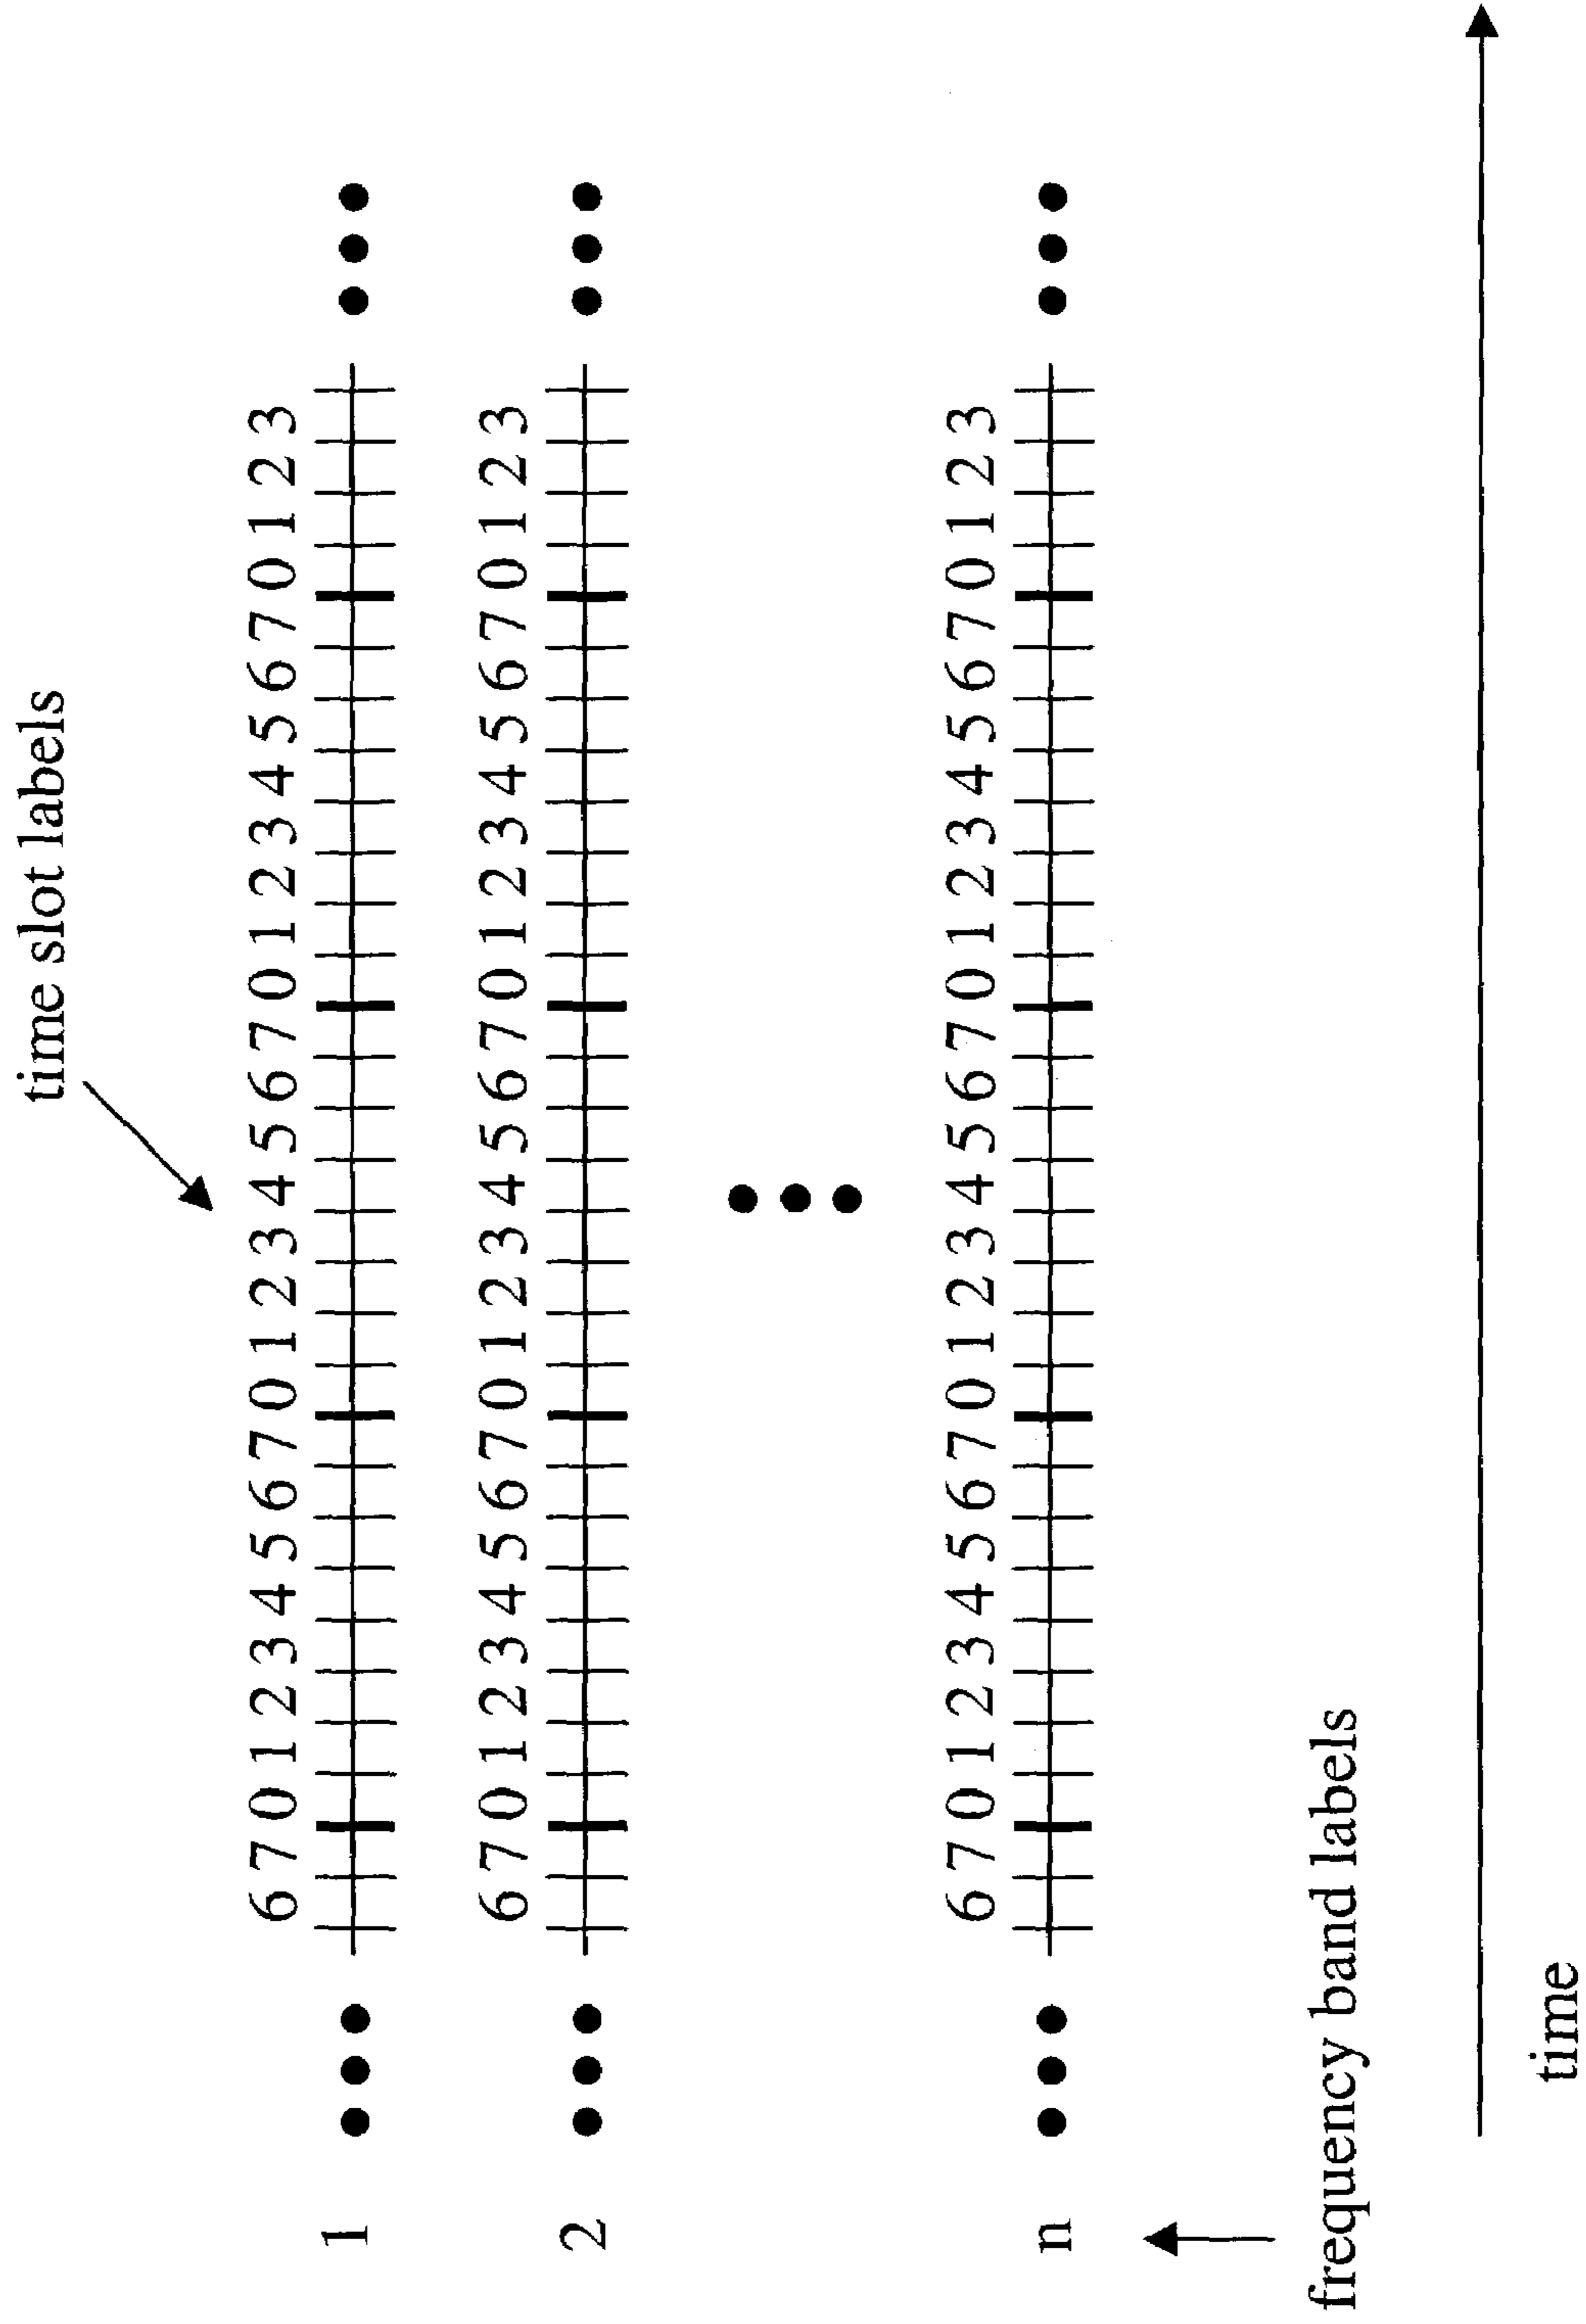 time slot labels
1 6 7 0 1 2 3 4 5 6 7 0 1 2 3 4 5 6 7 0 1 2 3 4 5 6 7 0 1 2 3
2 6 7 0 1 2 3 4 5 6 7 0 1 2 3 4 5 6 7 0 1 2 3 4 5 6 7 0 1 2 3
n 6 7 0 1 2 3 4 5 6 7 0 1 2 3 4 5 6 7 0 1 2 3 4 5 6 7 0 1 2 3
frequency band labels
time